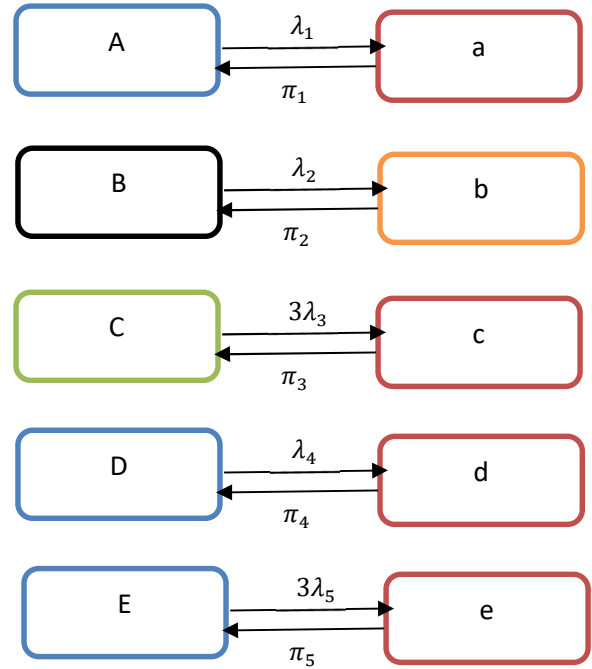 A λ₁ a
π₁
B λ₂ b
π₂
C 3λ₃ c
π₃
D λ₄ d
π₄
E 3λ₅ e
π₅